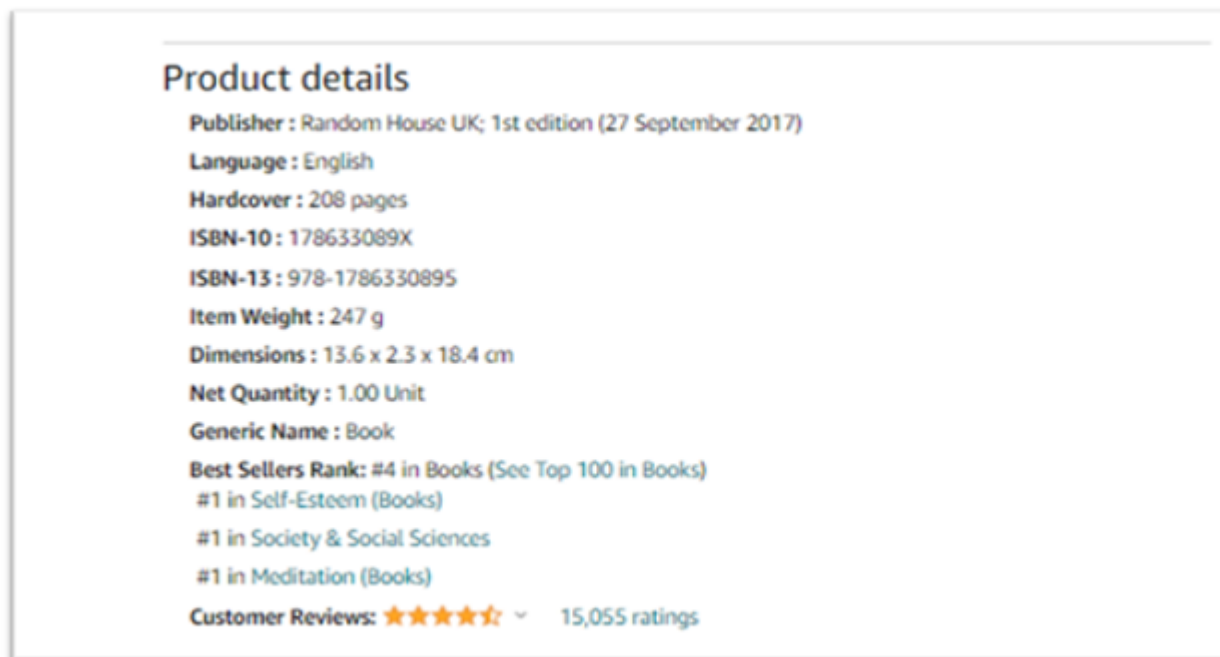 Product details
Publisher : Random House UK; 1st edition (27 September 2017)
Language : English
Hardcover : 208 pages
ISBN-10 : 178633089X
ISBN-13 : 978-1786330895
Item Weight : 247 g
Dimensions : 13.6 x 2.3 x 18.4 cm
Net Quantity : 1.00 Unit
Generic Name : Book
Best Sellers Rank: #4 in Books (See Top 100 in Books)
#1 in Self-Esteem (Books)
#1 in Society & Social Sciences
#1 in Meditation (Books)
Customer Reviews: 15,055 ratings